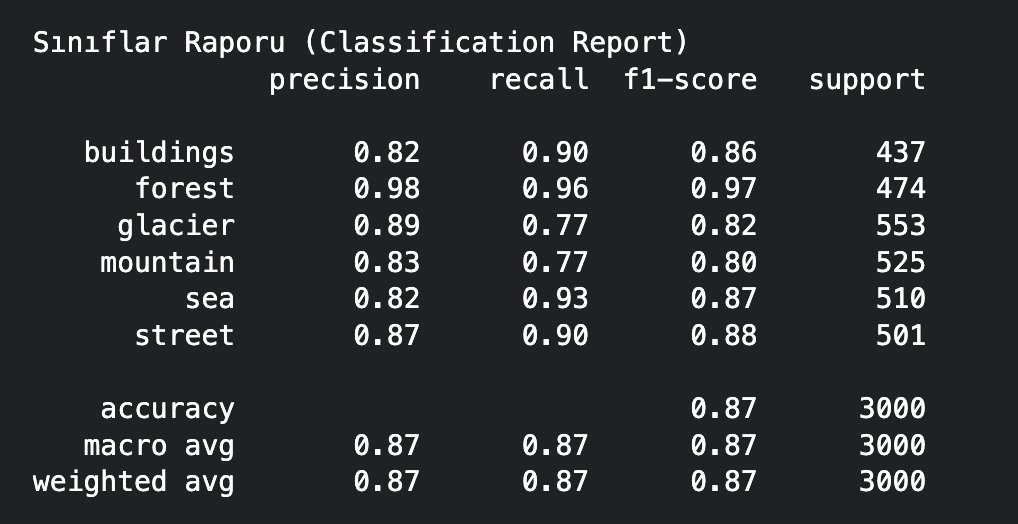 Sınıflar Raporu (Classification Report)
precision recall f1-score support
buildings 0.82 0.90 0.86 437
forest 0.98 0.96 0.97 474
glacier 0.89 0.77 0.82 553
mountain 0.83 0.77 0.80 525
sea 0.82 0.93 0.87 510
street 0.87 0.90 0.88 501
accuracy 0.87 3000
macro avg 0.87 0.87 0.87 3000
weighted avg 0.87 0.87 0.87 3000